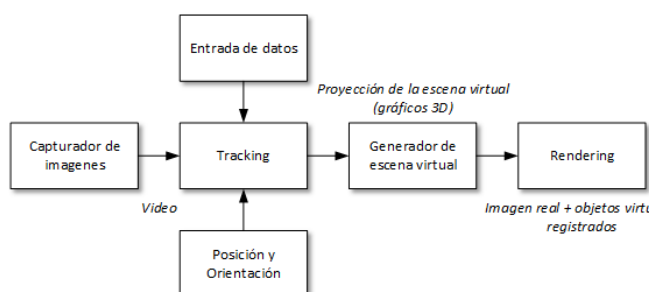 Entrada de datos
Proyección de la escena virtual
(gráficos 3D)
Capturador de
imagenes
Tracking
Generador de
escena virtual
Rendering
Video
Imagen real + objetos
registrados
Posición y
Orientación